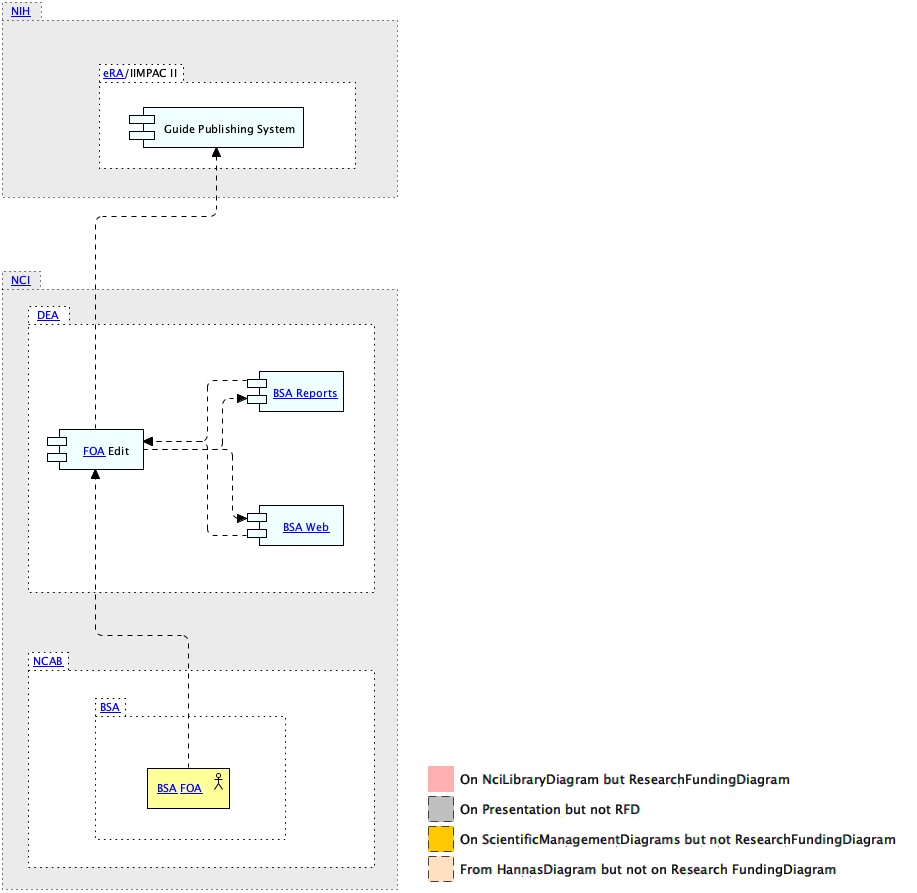 NIH
eRA/IIMPAC II
Guide Publishing System
NCI
DEA
BSA Reports
FOA Edit
BSA Web
NCAB
BSA
BSA FOA
On NciLibraryDiagram but ResearchFundingDiagram
On Presentation but not RFD
On ScientificManagementDiagrams but not ResearchFundingDiagram
From HannasDiagram but not on Research FundingDiagram